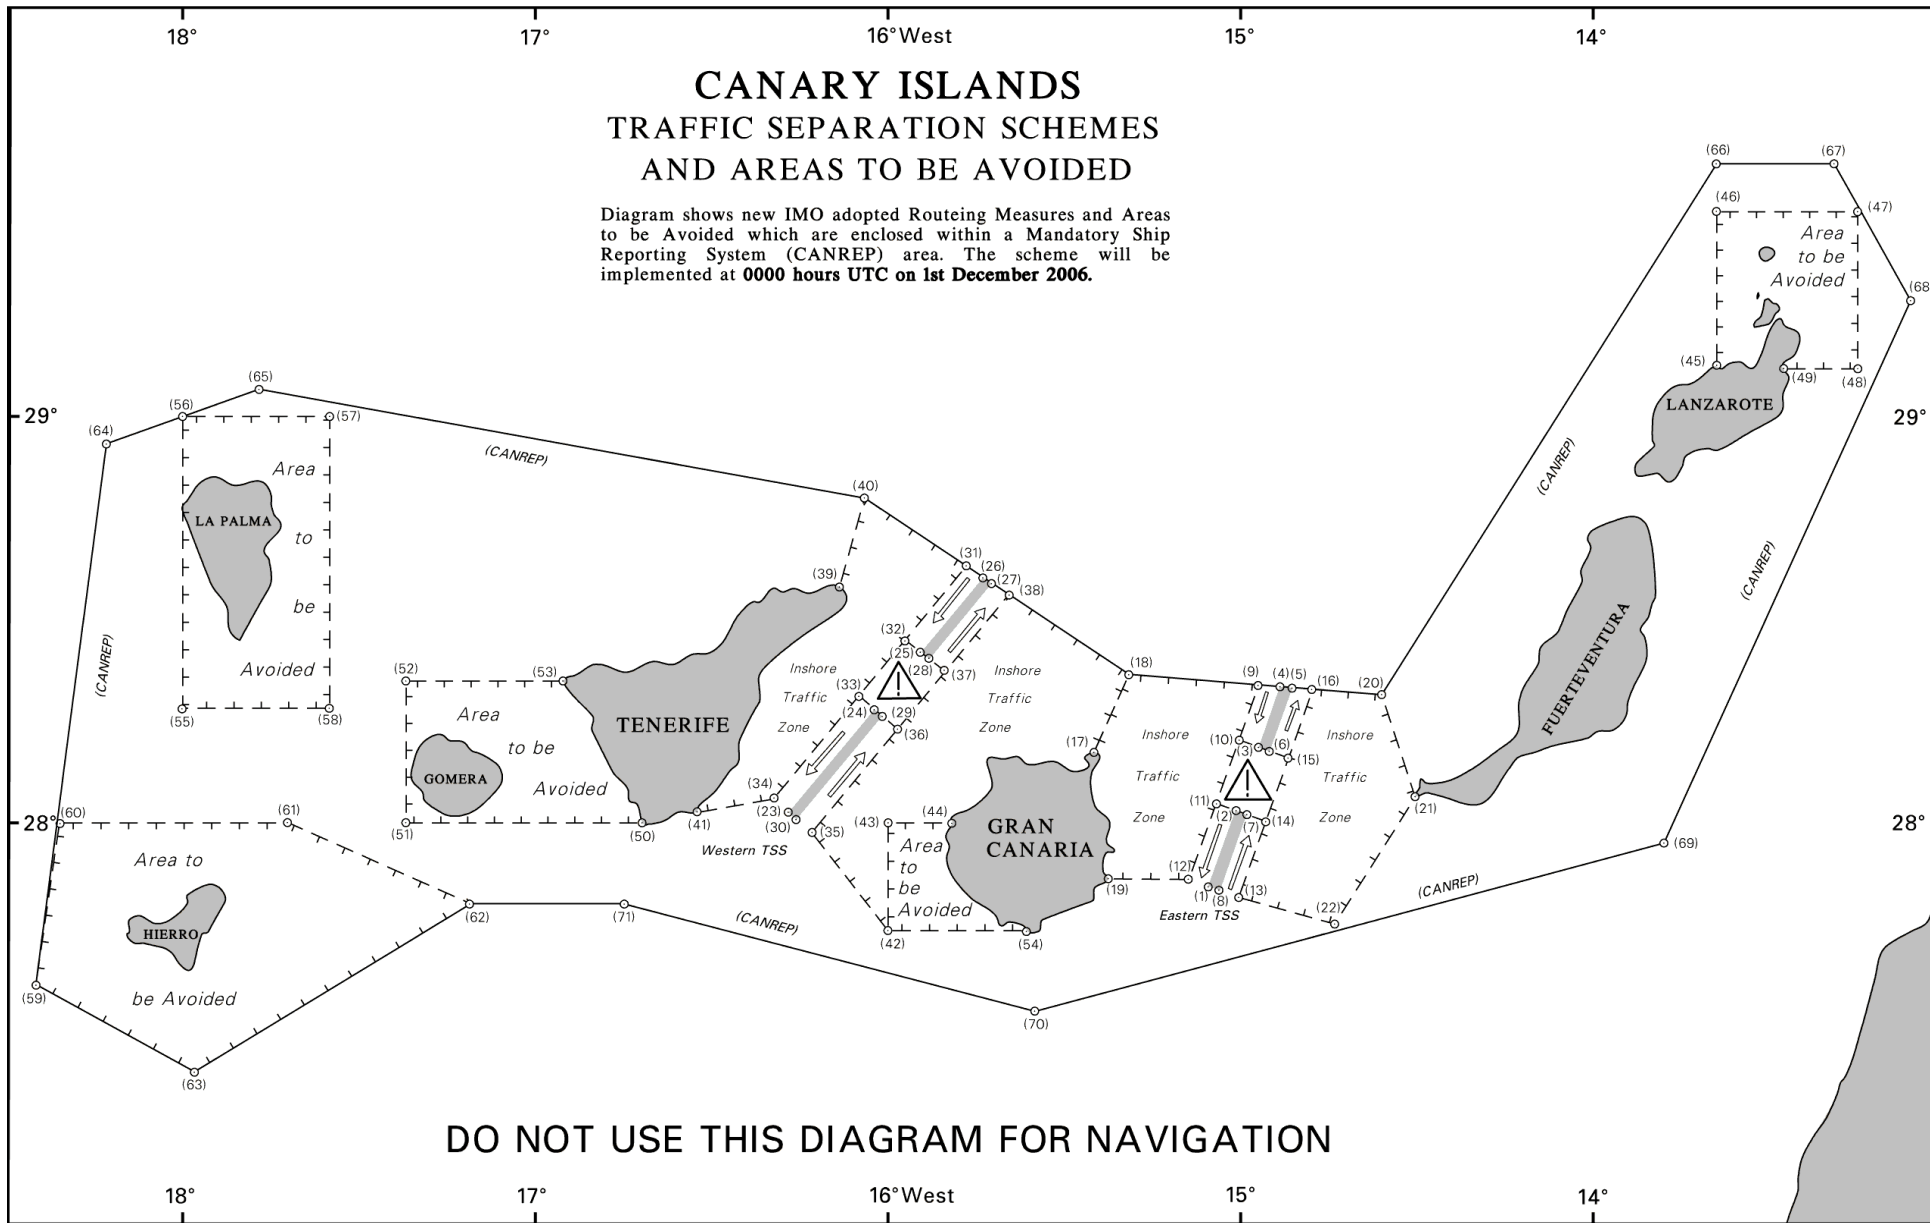 18° 17° 16° West 15° 14°
CANARY ISLANDS
TRAFFIC SEPARATION SCHEMES
AND AREAS TO BE AVOIDED
Diagram shows new IMO adopted Routeing Measures and Areas
to be Avoided which are enclosed within a Mandatory Ship
Reporting System (CANREP) area. The scheme will be
implemented at 0000 hours UTC on 1st December 2006.
(66) (67)
(46) (47)
Area
to be
Avoided
(68
(45) (49) (48)
LANZAROTE
(65)
(56) (57)
29° 29°
(64)
(CANREP)
(CANREP)
Area
LA PALMA
to
be
Avoided
(55) (58)
(CANREP)
(40)
(31)
(26)
(27)
(38)
(39)
(CANREP)
(32)
(25)
(28)
(37)
Inshore
Traffic
Zone
Inshore
Traffic
Zone
(33)
(24) (29)
(36)
(52) (53)
Area
to be
Avoided
GOMERA
TENERIFE
(18) (9) (4) (5) (16) (20)
FUERTEVENTURA
(17)
Inshore
Traffic
Zone
(10) (3) (6) (15)
Inshore
Traffic
Zone
(11) (2) (7) (14)
(21)
(34)
(23)
(30)
(35)
(41)
(50)
(51)
Western TSS
28° 28°
(60) (61)
(43) (44)
Area
to
be
Avoided
GRAN
CANARIA
(19) (12) (1) (8) (13)
Eastern TSS
(22)
(CANREP)
(69)
Area to
HIERRO
be Avoided
(59)
(62) (71)
(CANREP)
(42) (54)
(70)
(63)
DO NOT USE THIS DIAGRAM FOR NAVIGATION
18° 17° 16° West 15° 14°